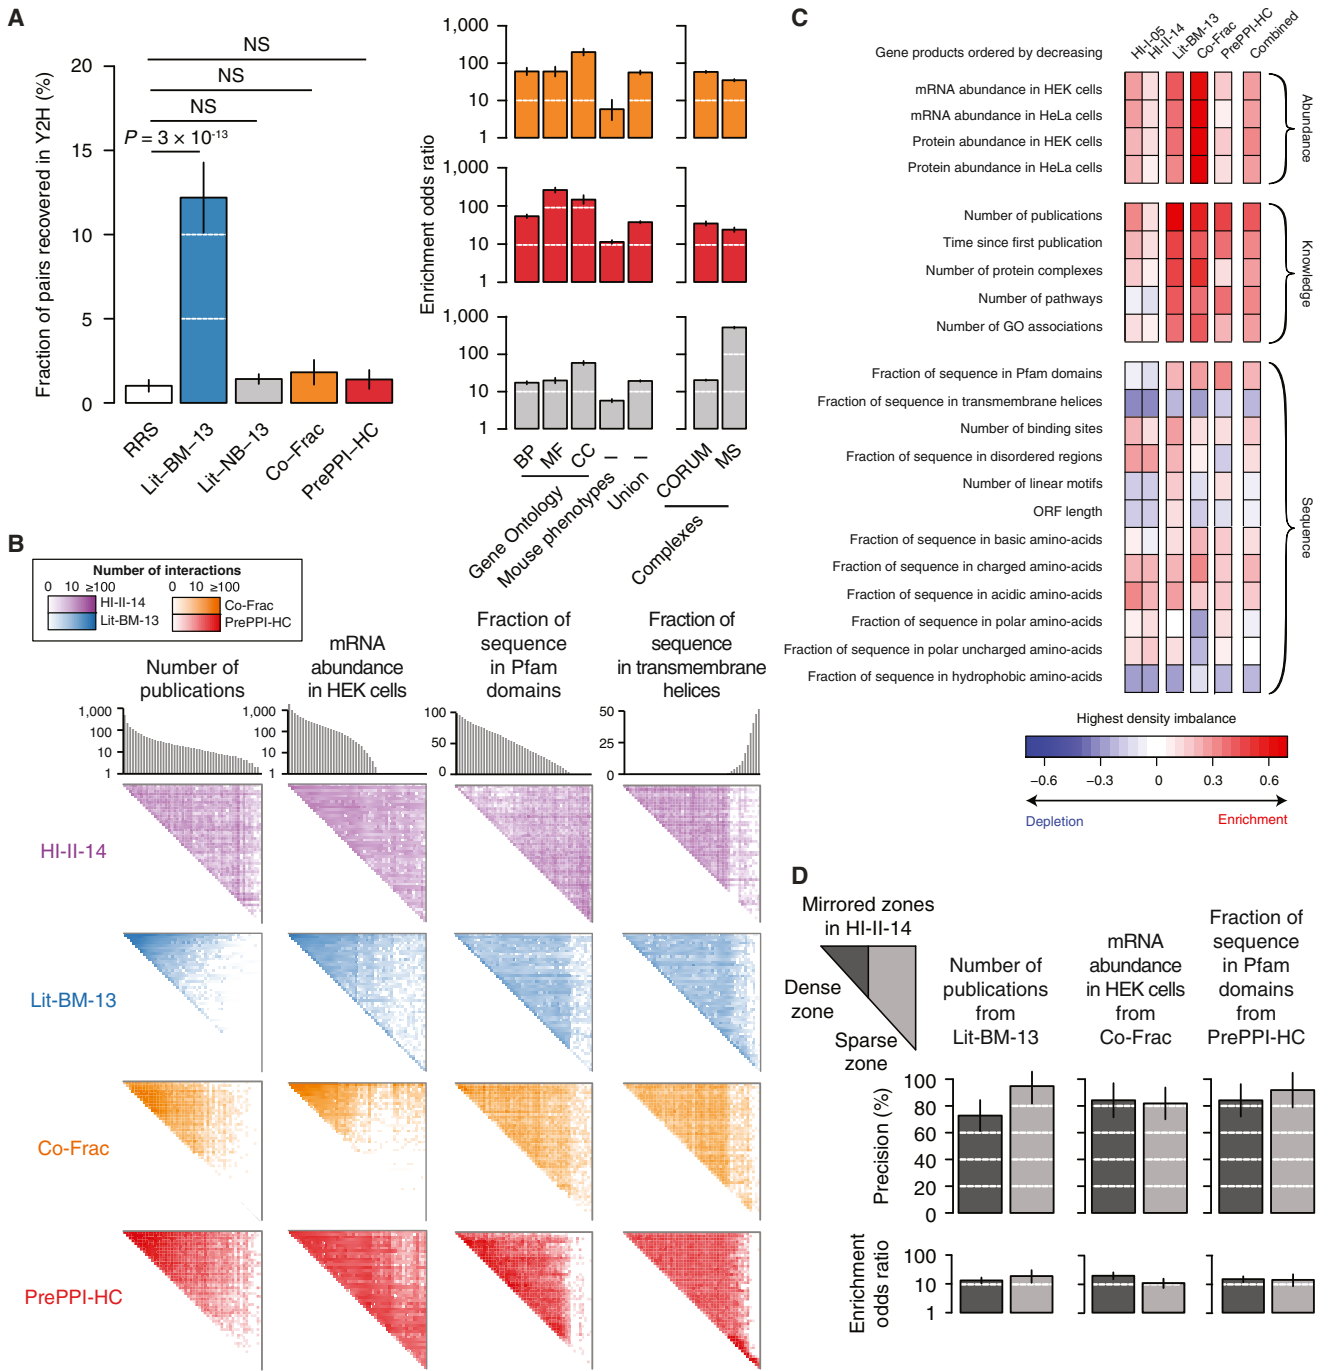 A
Fraction of pairs recovered in Y2H (%)
20
15
10
5
0
NS
NS
NS
P = 3 × 10-13
RRS
Lit–BM–13
Lit–NB–13
Co–Frac
PrePPI–HC
Enrichment odds ratio
1,000
100
10
1
1,000
100
10
1
1,000
100
10
1
BP
MF
CC
–
–
Gene Ontology
Mouse phenotypes
Union
CORUM
MS
Complexes
B
Number of interactions
0 10 ≥100
0 10 ≥100
HI-II-14
Lit-BM-13
Co-Frac
PrePPI-HC
Number of
publications
mRNA
abundance
in HEK cells
Fraction of
sequence
in Pfam
domains
Fraction of
sequence
in transmembrane
helices
1,000
100
10
1
1,000
100
10
1
100
50
0
50
25
0
HI-II-14
Lit-BM-13
Co-Frac
PrePPI-HC
C
Gene products ordered by decreasing
HI-I-05
HI-II-14
Lit-BM-13
Co-Frac
PrePPI-HC
Combined
mRNA abundance in HEK cells
mRNA abundance in HeLa cells
Protein abundance in HEK cells
Protein abundance in HeLa cells
Abundance
Number of publications
Time since first publication
Number of protein complexes
Number of pathways
Number of GO associations
Knowledge
Fraction of sequence in Pfam domains
Fraction of sequence in transmembrane helices
Number of binding sites
Fraction of sequence in disordered regions
Number of linear motifs
ORF length
Fraction of sequence in basic amino-acids
Fraction of sequence in charged amino-acids
Fraction of sequence in acidic amino-acids
Fraction of sequence in polar amino-acids
Fraction of sequence in polar uncharged amino-acids
Fraction of sequence in hydrophobic amino-acids
Sequence
Highest density imbalance
−0.6 −0.3 0 0.3 0.6
Depletion
Enrichment
D
Mirrored zones
in HI-II-14
Dense
zone
Sparse
zone
Number of
publications
from
Lit-BM-13
mRNA
abundance
in HEK cells
from
Co-Frac
Fraction of
sequence
in Pfam
domains
from
PrePPI-HC
Precision (%)
100
80
60
40
20
0
Enrichment
odds ratio
100
10
1